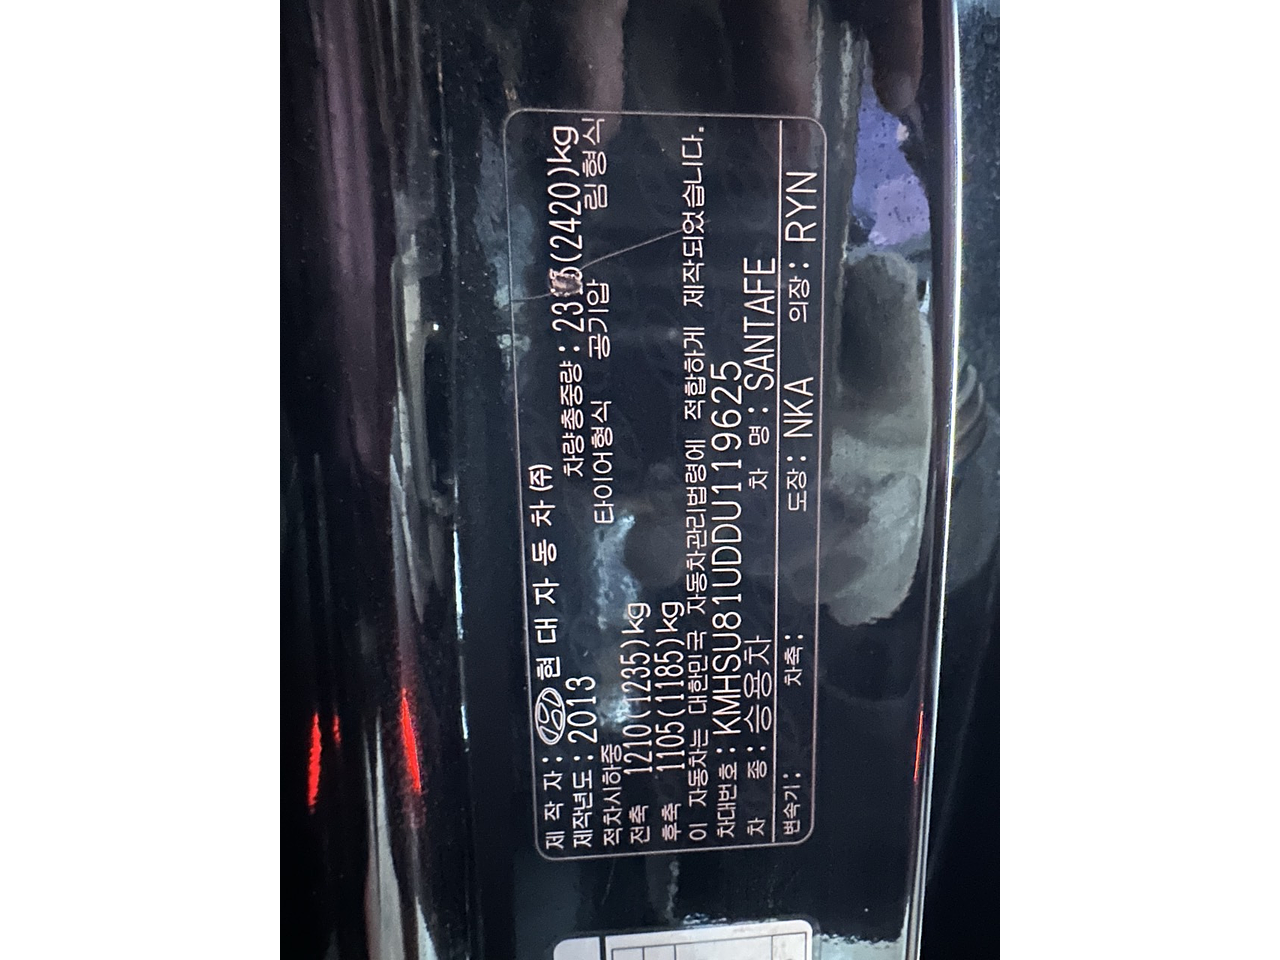 제 작 자 : 현 대 자 동 차 (주)
제작년도 : 2013 차량총중량 : (2420)kg
적차시하중 타이어형식 공기압 림형식
전축 1210(1235)kg
후축 1105(1185)kg
이 자동차는 대한민국 자동차관리법령에 적합하게 제작되었습니다.
차대번호 : KMHSU81UDDU119625
차 종 : 승용차 차 명 : SANTAFE
변속기 : 차축 : 도장 : NKA 의장 : RYN